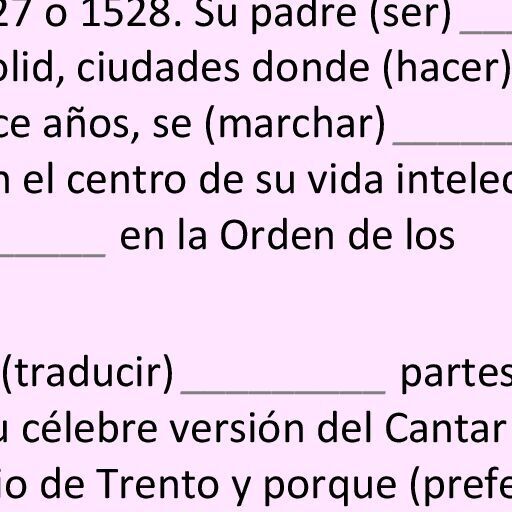 27 o 1528. Su padre (ser) ___
olid, ciudades donde (hacer)
ce años, se (marchar) ______
n el centro de su vida intelec
_____ en la Orden de los
(traducir) _________ partes
u célebre versión del Cantar
io de Trento y porque (prefe